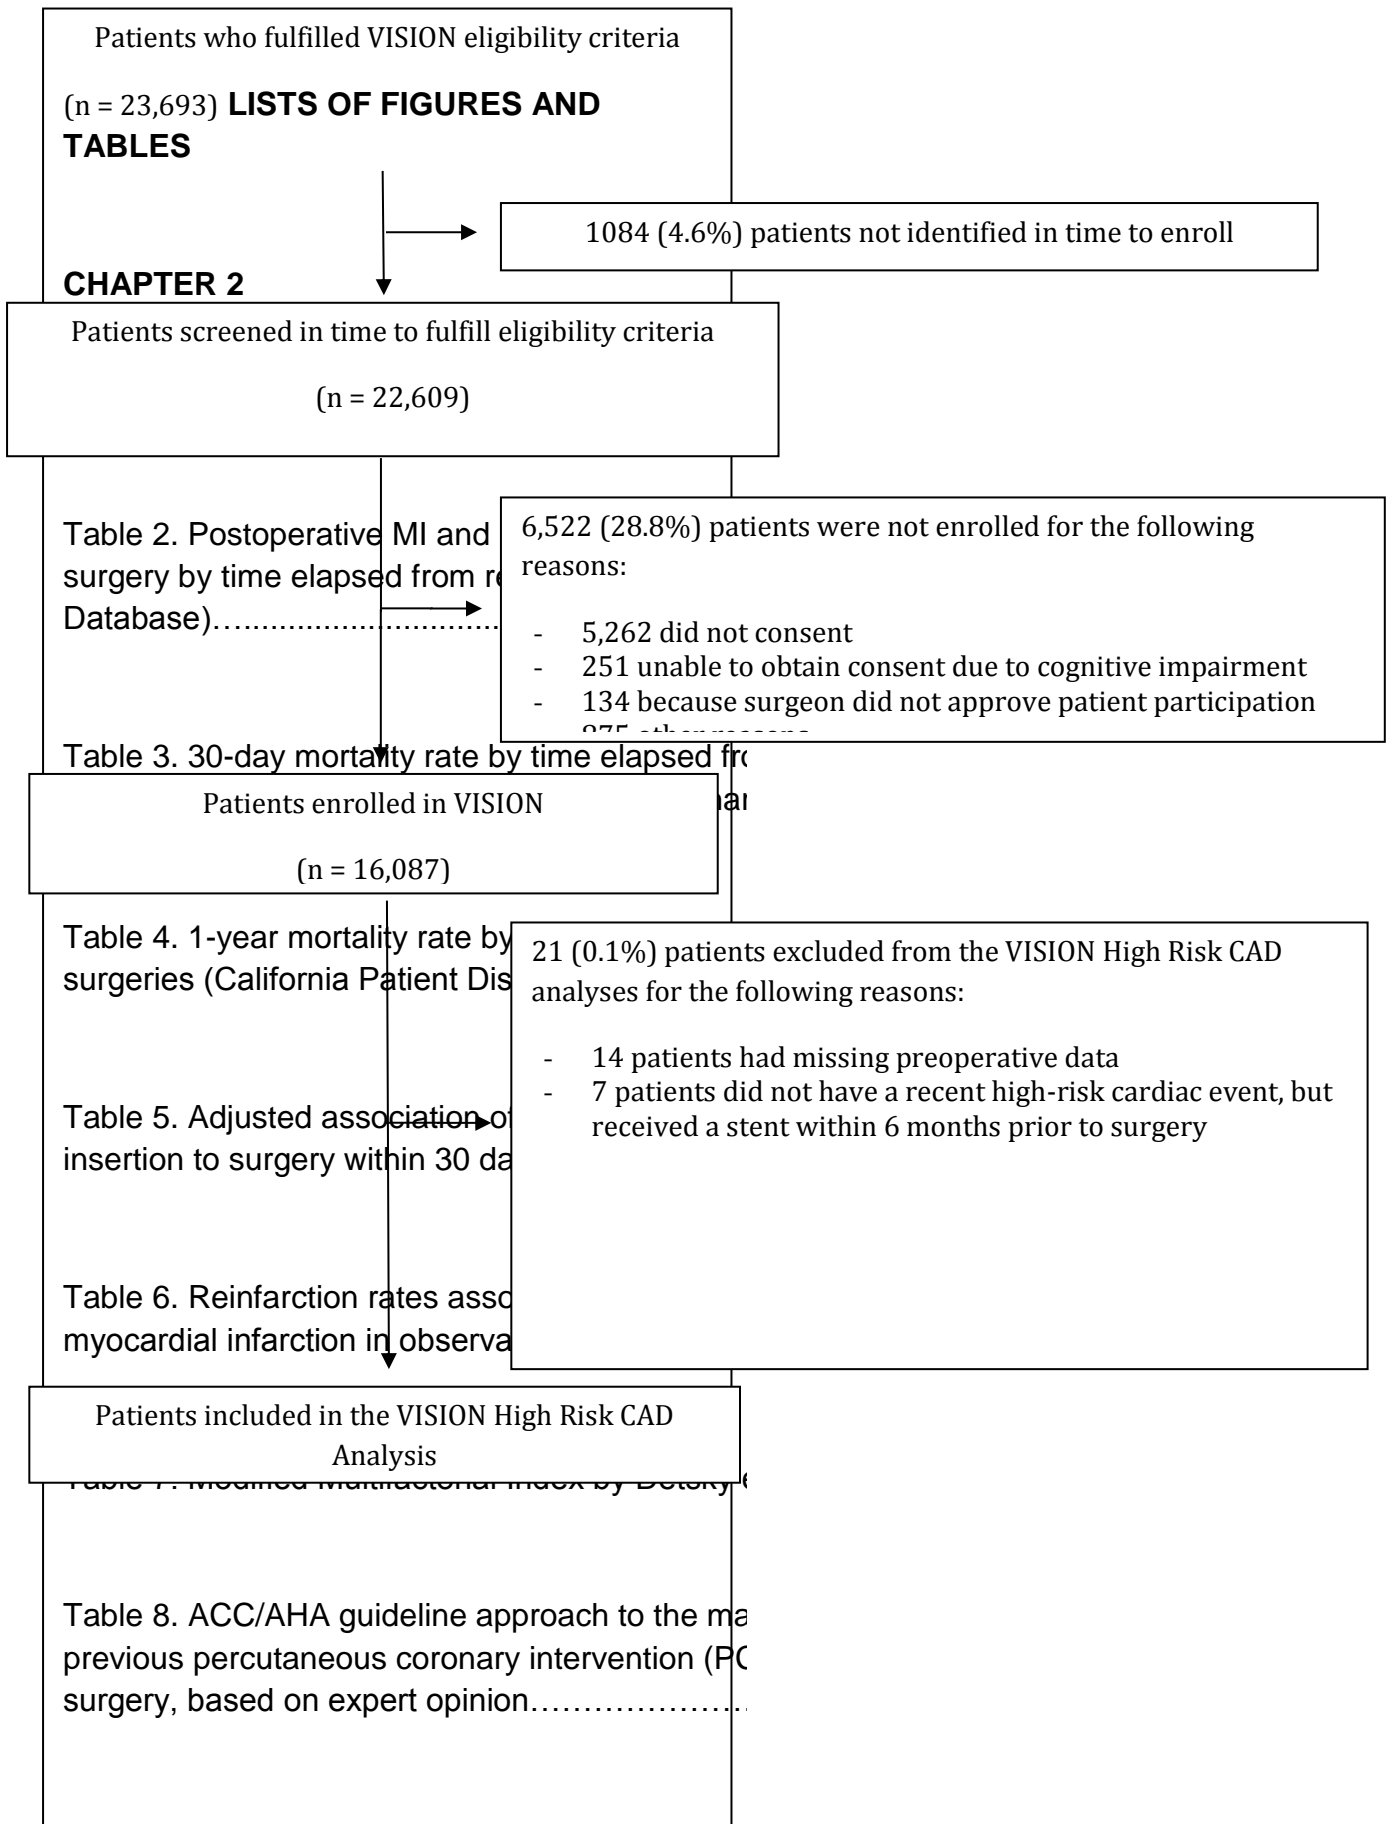 Patients who fulfilled VISION eligibility criteria
(n = 23,693) LISTS OF FIGURES AND
TABLES
1084 (4.6%) patients not identified in time to enroll
CHAPTER 2
Patients screened in time to fulfill eligibility criteria
(n = 22,609)
Table 2. Postoperative MI and
surgery by time elapsed from
Database)…..............................
6,522 (28.8%) patients were not enrolled for the following
reasons:
- 5,262 did not consent
- 251 unable to obtain consent due to cognitive impairment
- 134 because surgeon did not approve patient participation
Table 3. 30-day mortality rate by time elapsed
Patients enrolled in VISION
(n = 16,087)
Table 4. 1-year mortality rate by
surgeries (California Patient
21 (0.1%) patients excluded from the VISION High Risk CAD
analyses for the following reasons:
- 14 patients had missing preoperative data
- 7 patients did not have a recent high-risk cardiac event, but
received a stent within 6 months prior to surgery
Table 5. Adjusted association of
insertion to surgery within 30
Table 6. Reinfarction rates
myocardial infarction in
Patients included in the VISION High Risk CAD
Analysis
Table 7. Modified Multifactorial Index by Detsky
Table 8. ACC/AHA guideline approach to the
previous percutaneous coronary intervention
surgery, based on expert opinion…………………..